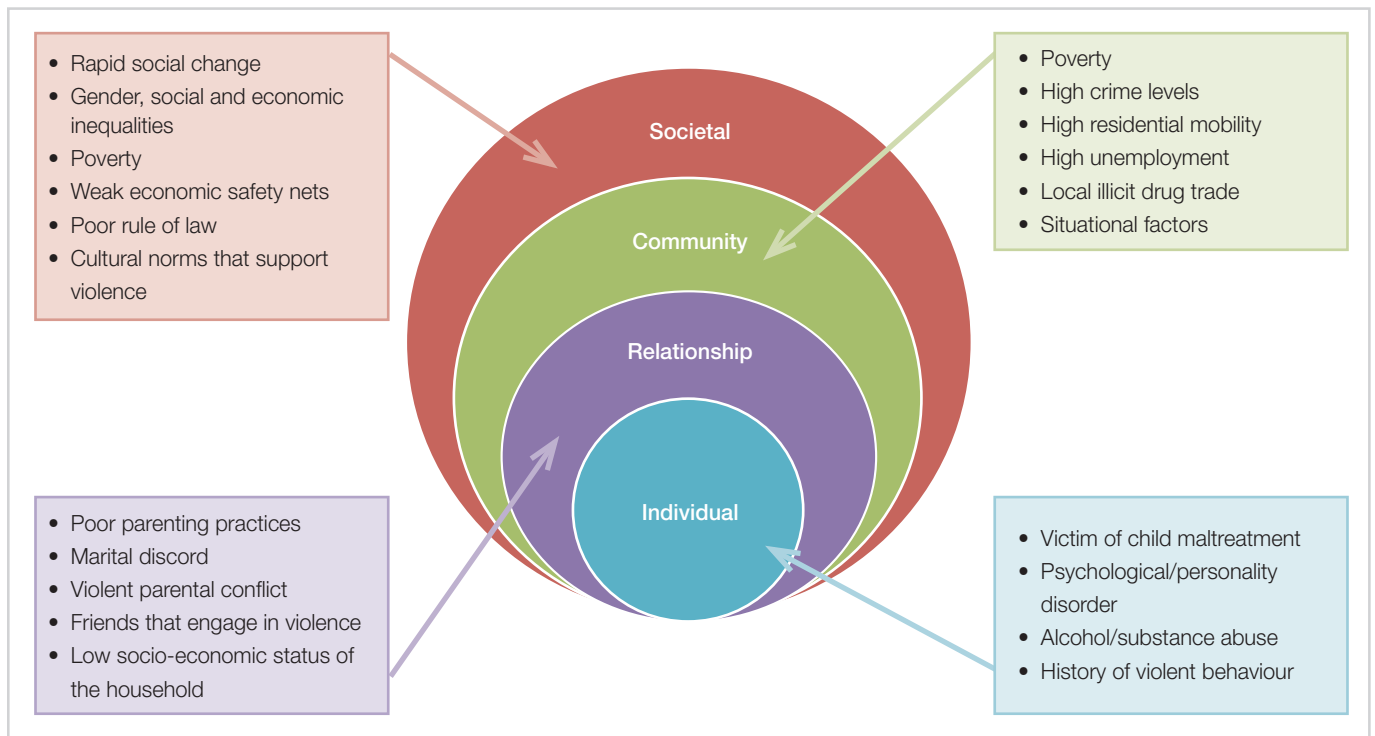 • Rapid social change
• Gender, social and economic
inequalities
• Poverty
• Weak economic safety nets
• Poor rule of law
• Cultural norms that support
violence
• Poverty
• High crime levels
• High residential mobility
• High unemployment
• Local illicit drug trade
• Situational factors
Societal
Community
Relationship
Individual
• Poor parenting practices
• Marital discord
• Violent parental conflict
• Friends that engage in violence
• Low socio-economic status of
the household
• Victim of child maltreatment
• Psychological/personality
disorder
• Alcohol/substance abuse
• History of violent behaviour